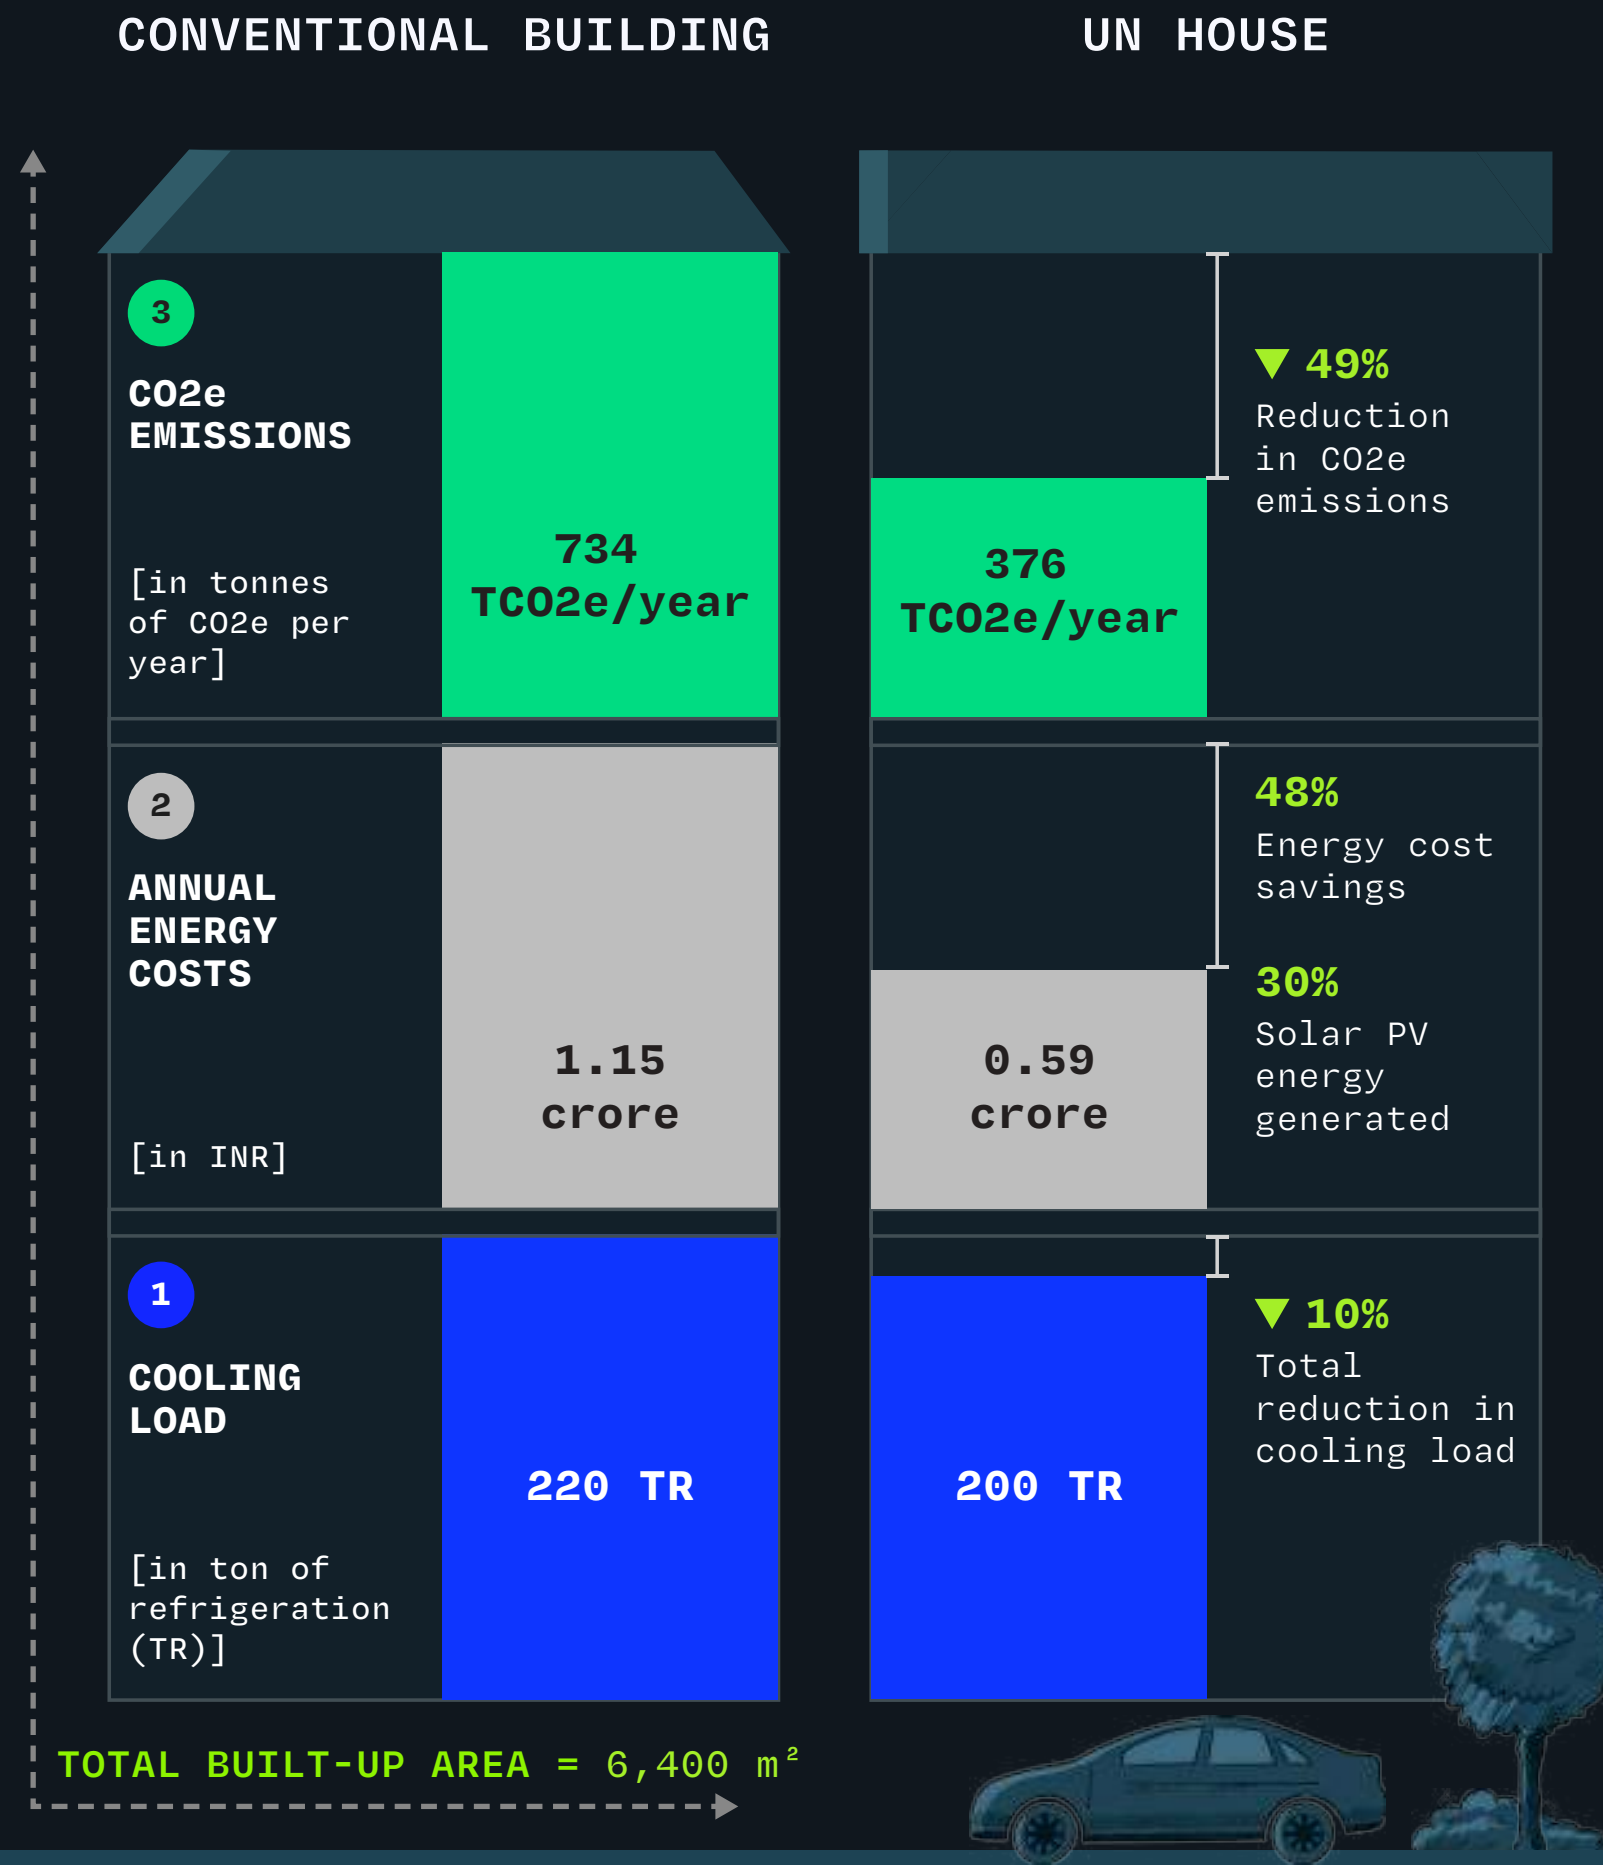 CONVENTIONAL BUILDING
UN HOUSE
3
CO2e
EMISSIONS
[in tonnes
of CO2e per
year]
734
TCO2e/year
376
TCO2e/year
▼ 49%
Reduction
in CO2e
emissions
2
ANNUAL
ENERGY
COSTS
[in INR]
1.15
crore
0.59
crore
48%
Energy cost
savings
30%
Solar PV
energy
generated
1
COOLING
LOAD
[in ton of
refrigeration
(TR)]
220 TR
200 TR
▼ 10%
Total
reduction in
cooling load
TOTAL BUILT-UP AREA = 6,400 m²